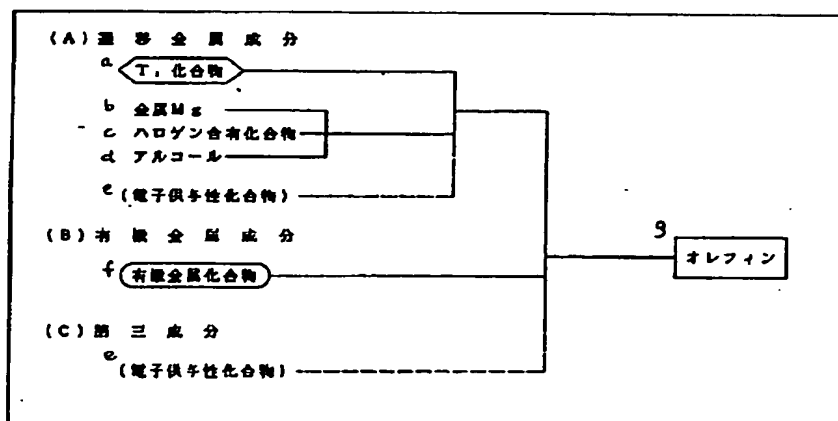 (A) 遷移金属成分
a Ti化合物
b 金属Mg
c ハロゲン含有化合物
d アルコール
e (電子供与性化合物)
(B) 有機金属成分
f 有機金属化合物
g オレフィン
(C) 第三成分
e (電子供与性化合物)